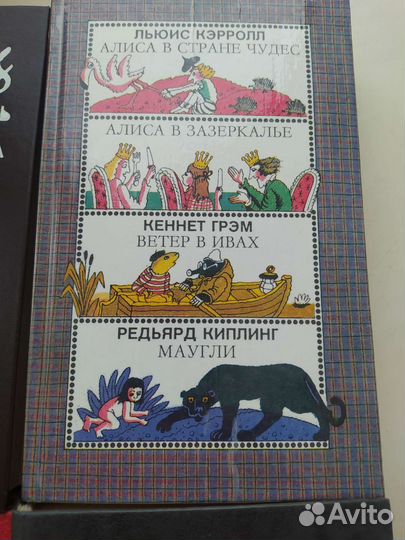 ЛЬЮИС КЭРРОЛЛ
АЛИСА В СТРАНЕ ЧУДЕС
АЛИСА В ЗАЗЕРКАЛЬЕ
КЕННЕТ ГРЭМ
ВЕТЕР В ИВАХ
РЕДЬЯРД КИПЛИНГ
МАУГЛИ
Avito